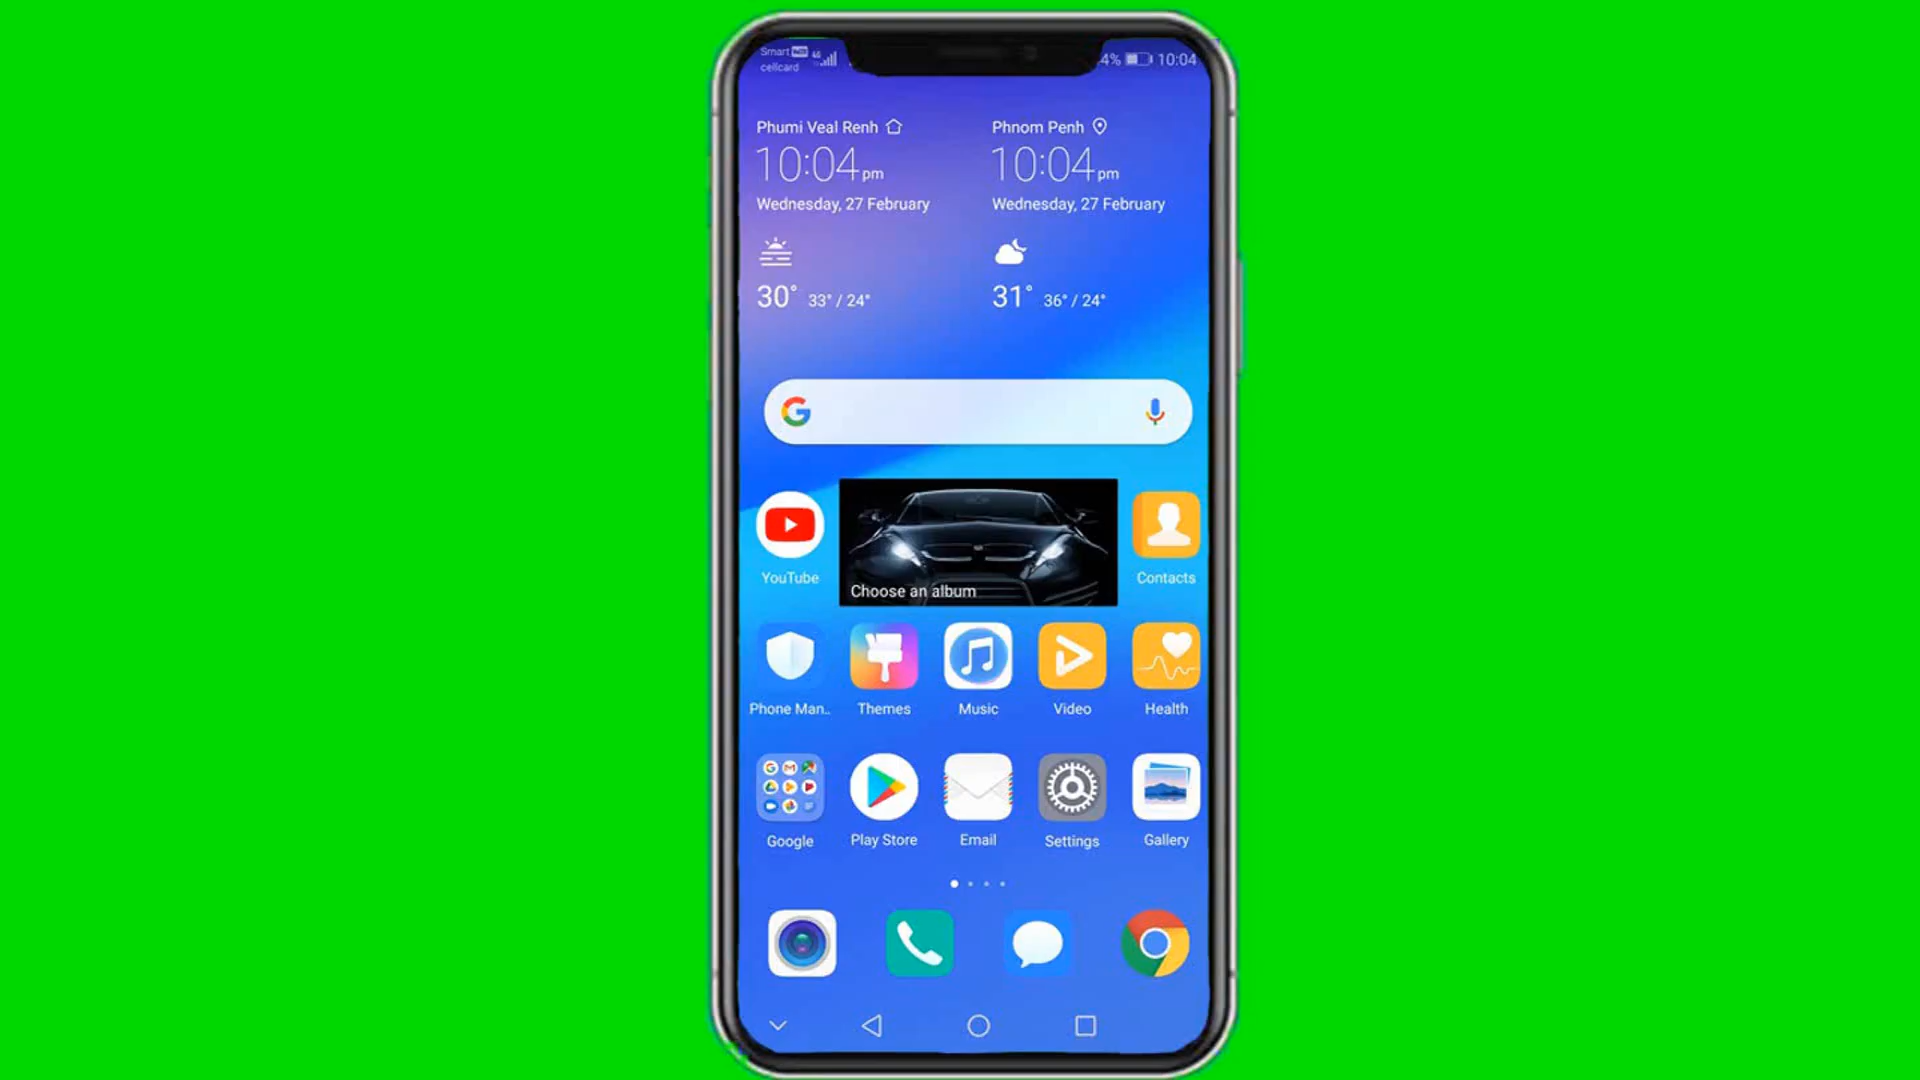 Smart
4G
cellcard
4% 10:04
Phumi Veal Renh
10:04 pm
Wednesday, 27 February
30° 33° / 24°
Phnom Penh
10:04 pm
Wednesday, 27 February
31° 36° / 24°
YouTube
Choose an album
Contacts
Phone Man..
Themes
Music
Video
Health
Google
Play Store
Email
Settings
Gallery